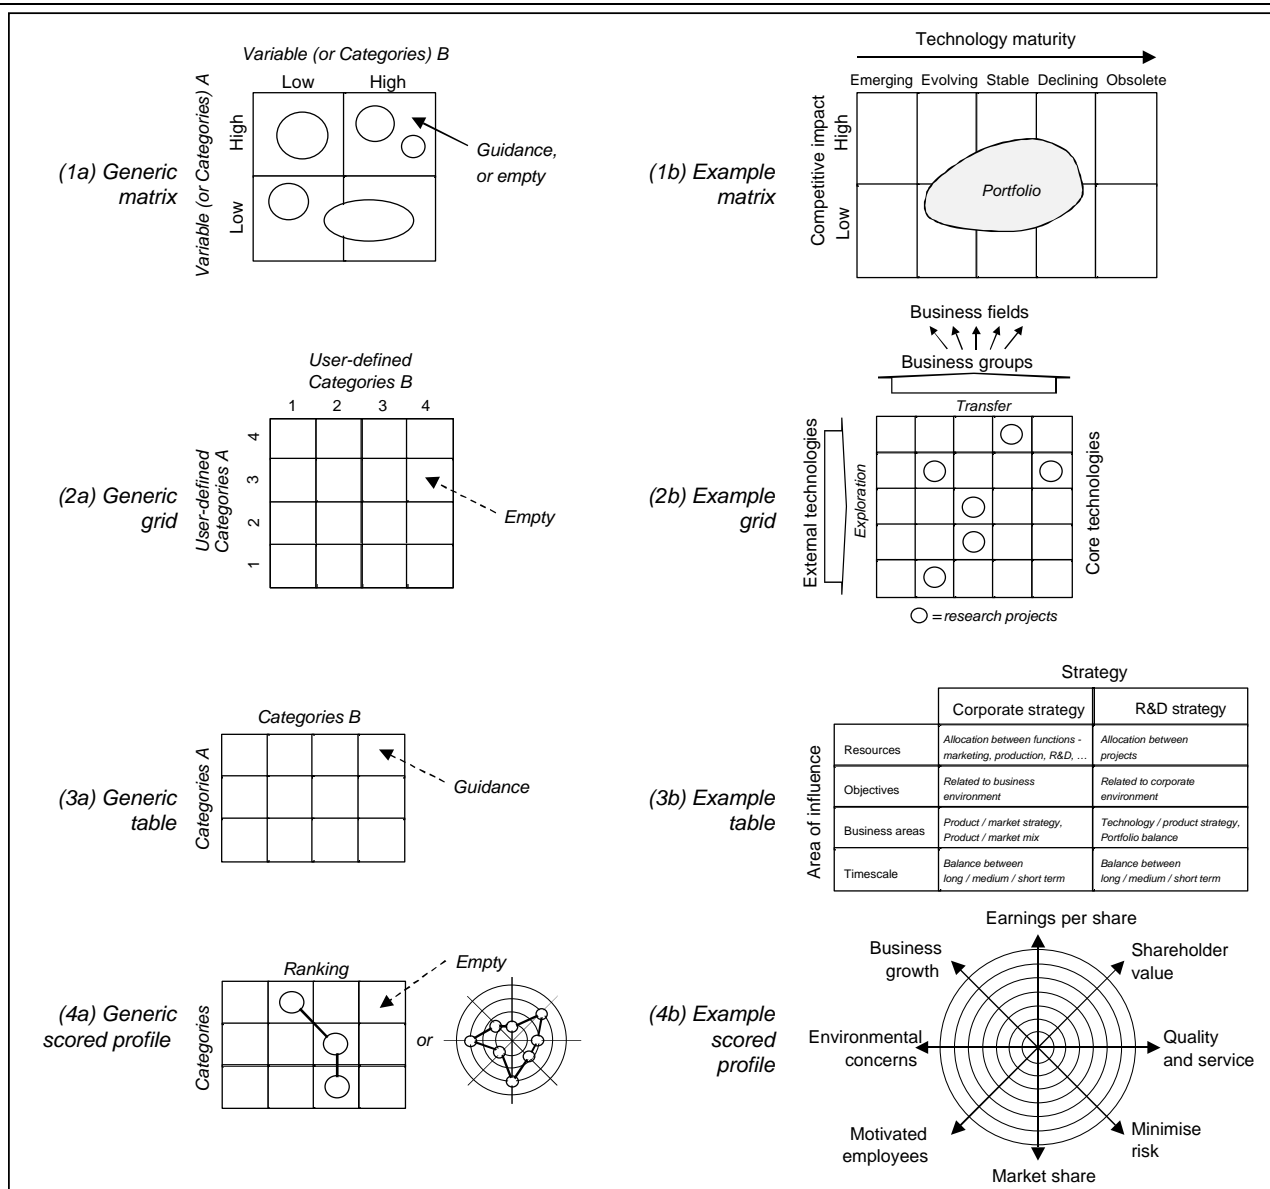 Variable (or Categories) B
Low High
Variable (or Categories) A
High
Low
(1a) Generic
matrix
Guidance,
or empty
Technology maturity
Emerging Evolving Stable Declining Obsolete
Competitive impact
High
Low
(1b) Example
matrix
Portfolio
User-defined
Categories B
1 2 3 4
User-defined
Categories A
4
3
2
1
(2a) Generic
grid
Empty
Business fields
Business groups
Transfer
External technologies
Exploration
Core technologies
(2b) Example
grid
= research projects
Categories B
Categories A
(3a) Generic
table
Guidance
Strategy
Corporate strategy R&D strategy
Area of influence
(3b) Example
table
Resources
Allocation between functions -
marketing, production, R&D, ...
Allocation between
projects
Objectives
Related to business
environment
Related to corporate
environment
Business areas
Product / market strategy,
Product / market mix
Technology / product strategy,
Portfolio balance
Timescale
Balance between
long / medium / short term
Balance between
long / medium / short term
Ranking
Categories
(4a) Generic
scored profile
Empty
or
(4b) Example
scored
profile
Earnings per share
Business
growth
Shareholder
value
Environmental
concerns
Quality
and service
Motivated
employees
Minimise
risk
Market share